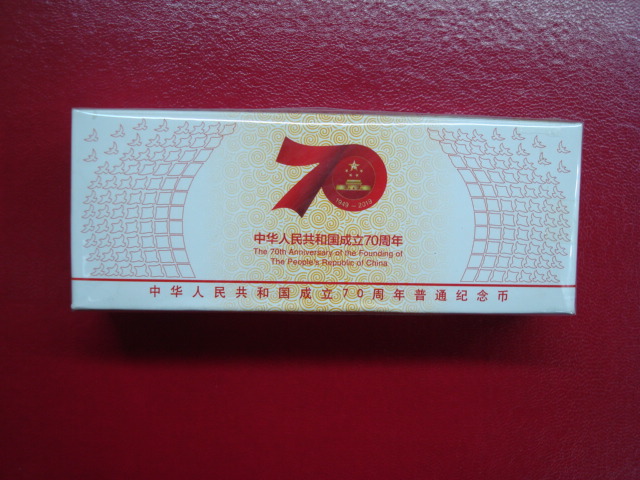 70
1949 - 2019
中华人民共和国成立70周年
The 70th Anniversary of the Founding of
The People's Republic of China
中华人民共和国成立70周年普通纪念币